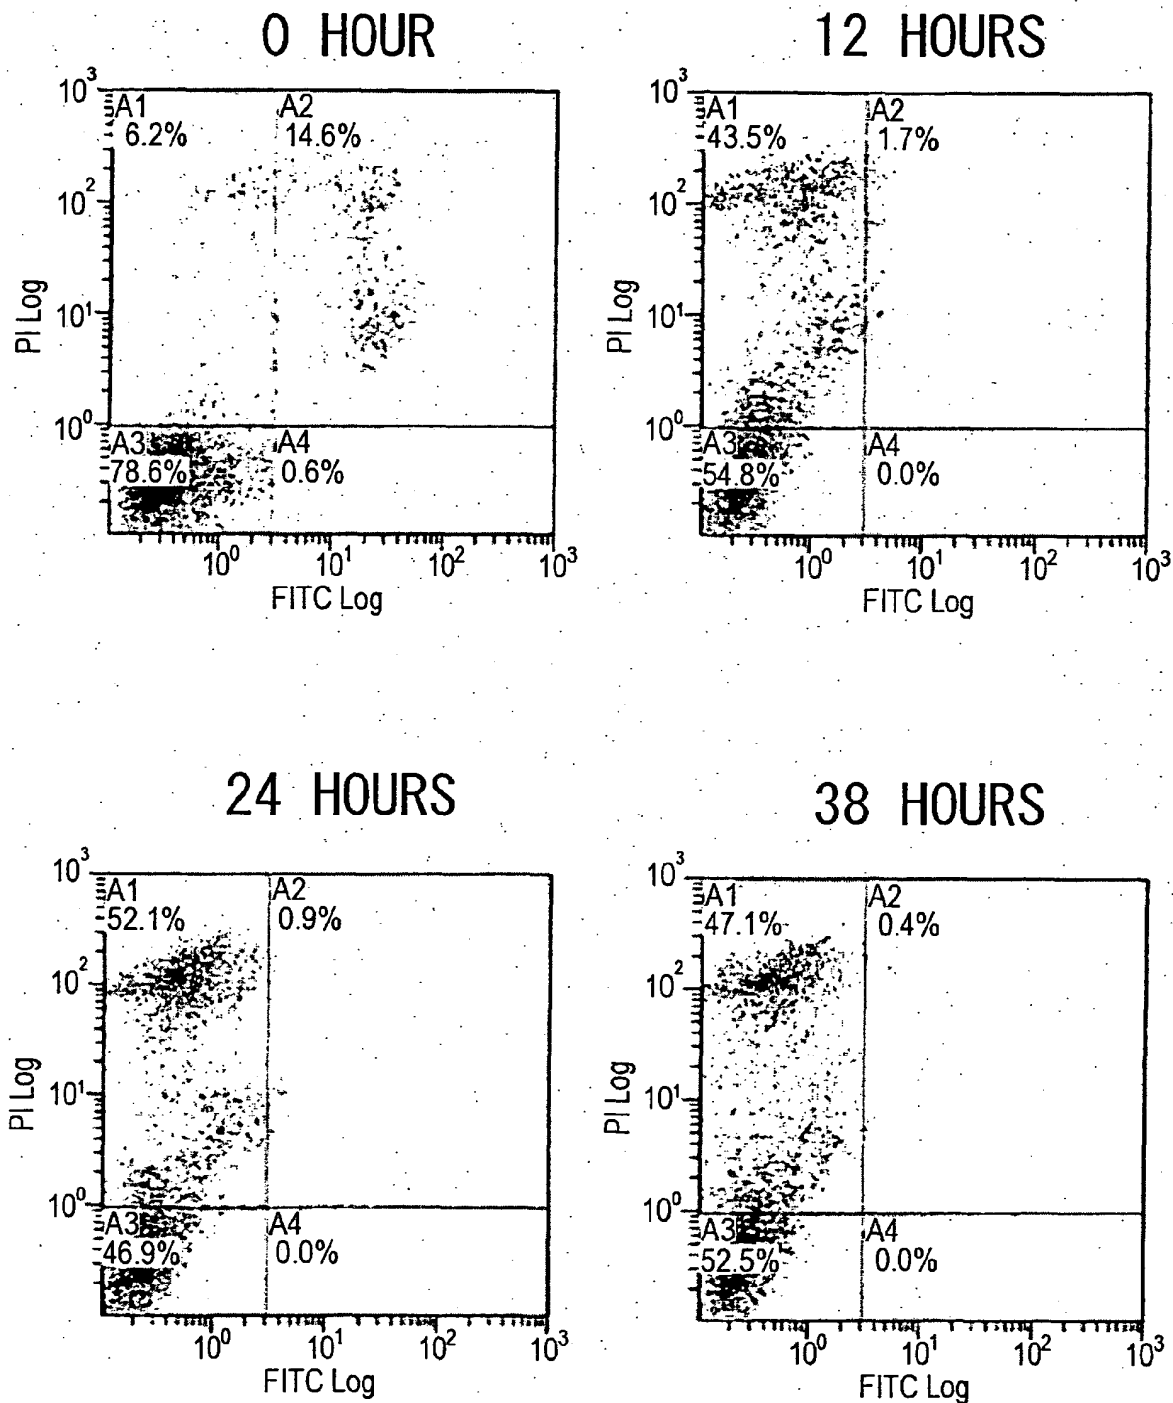 0 HOUR
10³
A1
6.2%
A2
14.6%
10²
PI Log
10¹
10⁰
A3
78.6%
A4
0.6%
10⁰ 10¹ 10² 10³
FITC Log
12 HOURS
10³
A1
43.5%
A2
1.7%
10²
PI Log
10¹
10⁰
A3
54.8%
A4
0.0%
10⁰ 10¹ 10² 10³
FITC Log
24 HOURS
10³
A1
52.1%
A2
0.9%
10²
PI Log
10¹
10⁰
A3
46.9%
A4
0.0%
10⁰ 10¹ 10² 10³
FITC Log
38 HOURS
10³
A1
47.1%
A2
0.4%
10²
PI Log
10¹
10⁰
A3
52.5%
A4
0.0%
10⁰ 10¹ 10² 10³
FITC Log